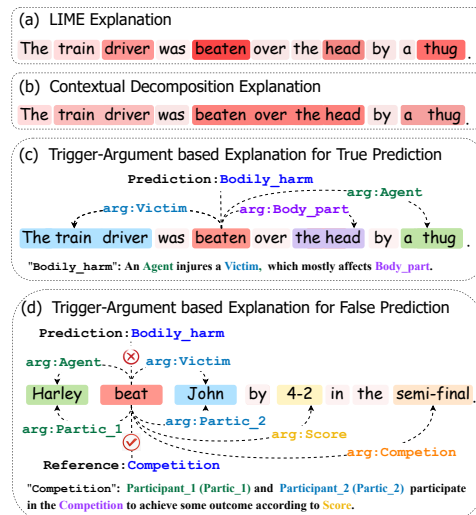 (a) LIME Explanation
The train driver was beaten over the head by a thug.
(b) Contextual Decomposition Explanation
The train driver was beaten over the head by a thug.
(c) Trigger-Argument based Explanation for True Prediction
Prediction:Bodily_harm
arg:Agent
arg:Victim
arg:Body_part
The train driver was beaten over the head by a thug.
"Bodily_harm": An Agent injures a Victim, which mostly affects Body_part.
(d) Trigger-Argument based Explanation for False Prediction
Prediction:Bodily_harm
arg:Agent arg:Victim
Harley beat John by 4-2 in the semi-final.
arg:Partic_1 arg:Partic_2 arg:Score
arg:Competion
Reference:Competition
"Competition": Participant_1 (Partic_1) and Participant_2 (Partic_2) participate
in the Competition to achieve some outcome according to Score.